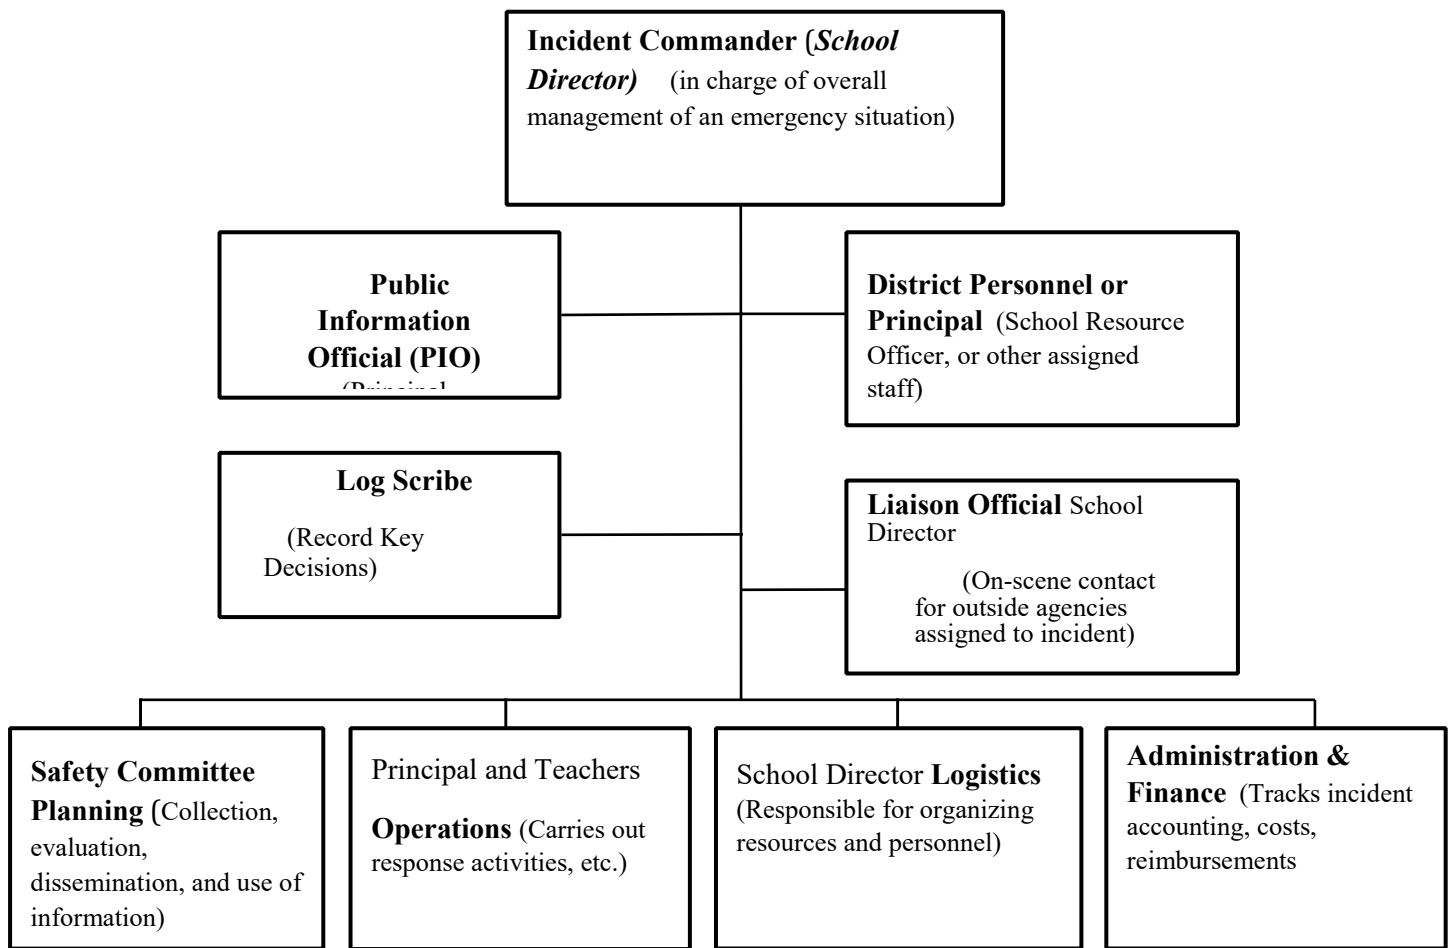 Incident Commander (School
Director) (in charge of overall
management of an emergency situation)
Public
Information
Official (PIO)
(Principal
District Personnel or
Principal (School Resource
Officer, or other assigned
staff)
Log Scribe
(Record Key
Decisions)
Liaison Official School
Director
(On-scene contact
for outside agencies
assigned to incident)
Safety Committee
Planning (Collection,
evaluation,
dissemination, and use of
information)
Principal and Teachers
Operations (Carries out
response activities, etc.)
School Director Logistics
(Responsible for organizing
resources and personnel)
Administration &
Finance (Tracks incident
accounting, costs,
reimbursements